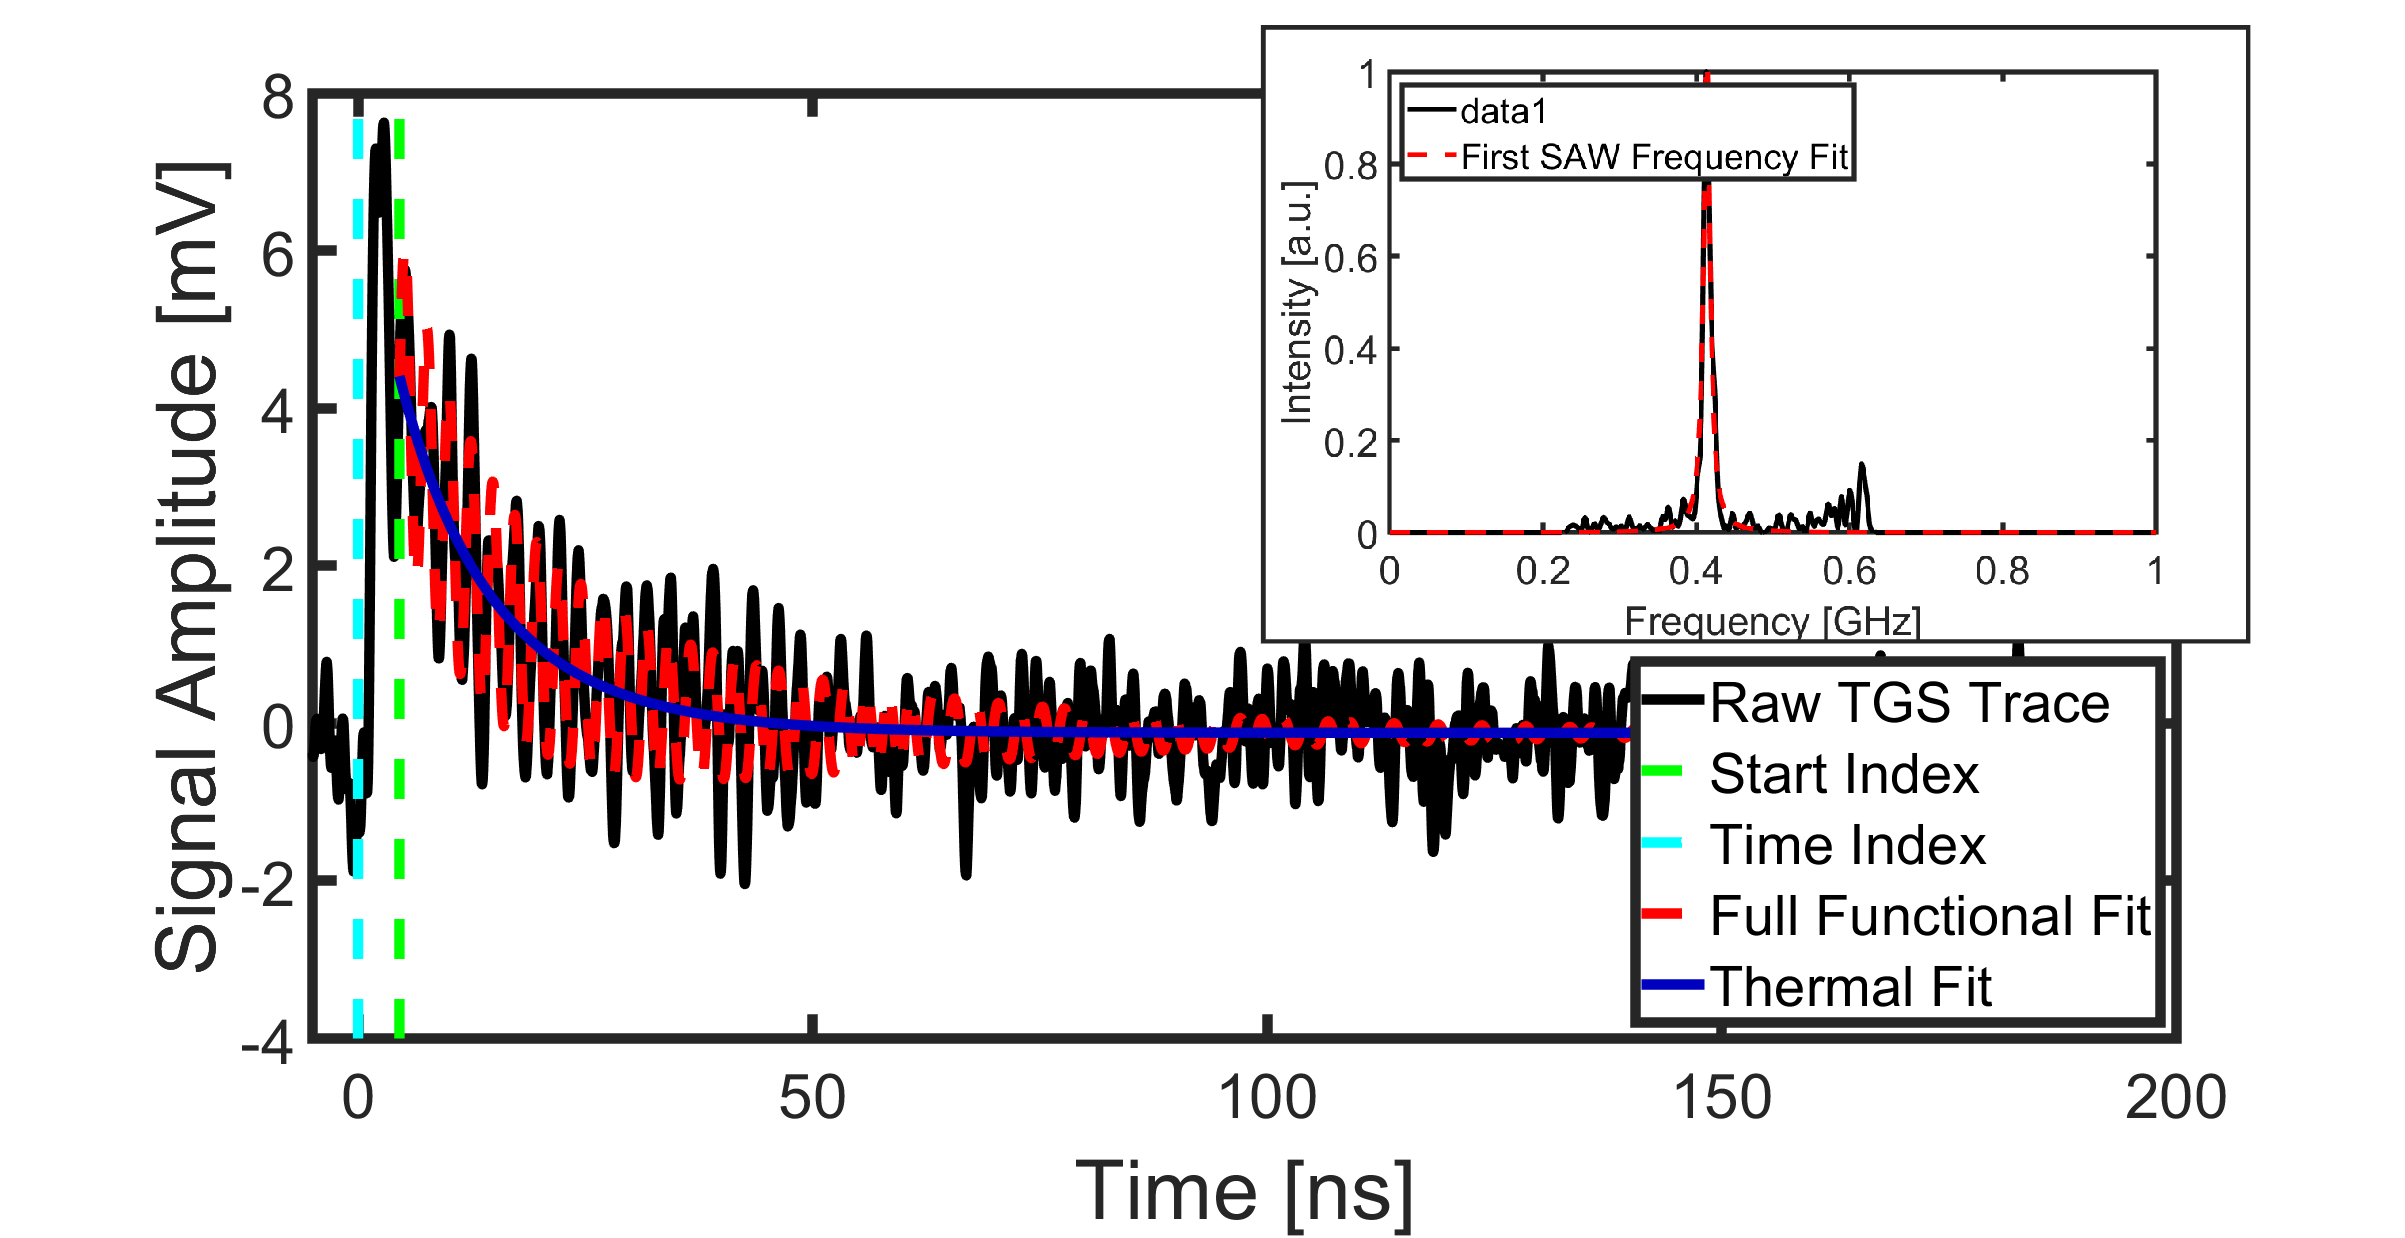 8
6
4
2
0
-2
-4
Signal Amplitude [mV]
0
50
100
150
200
Time [ns]
Raw TGS Trace
Start Index
Time Index
Full Functional Fit
Thermal Fit
1
0.8
0.6
0.4
0.2
0
Intensity [a.u.]
data1
First SAW Frequency Fit
0
0.2
0.4
0.6
0.8
1
Frequency [GHz]